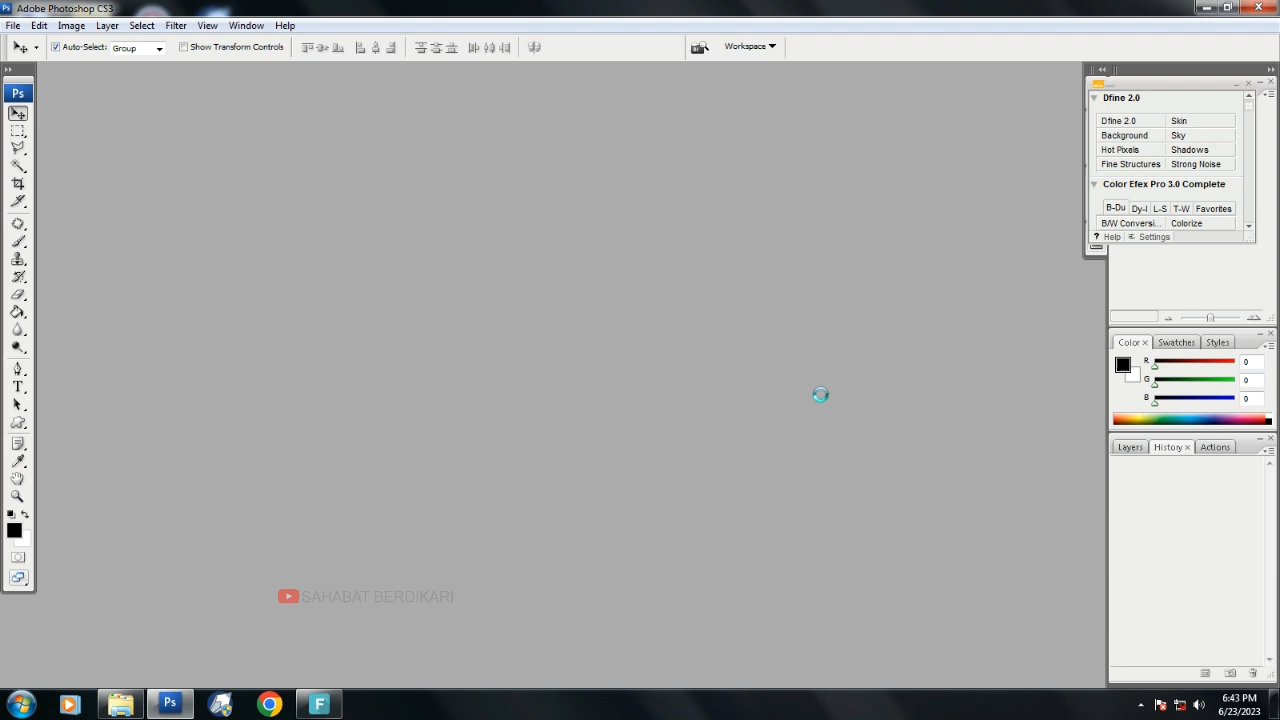 Ps Adobe Photoshop CS3
File Edit Image Layer Select Filter View Window Help
Auto-Select: Group Show Transform Controls Workspace
Ps
Dfine 2.0
Dfine 2.0 Skin
Background Sky
Hot Pixels Shadows
Fine Structures Strong Noise
Color Efex Pro 3.0 Complete
B-Du Dy-I L-S T-W Favorites
B/W Conversi... Colorize
? Help Settings
Color Swatches Styles
R 0
G 0
B 0
Layers History Actions
T
SAHABAT BERDIKARI
Ps F
6:43 PM
6/23/2023